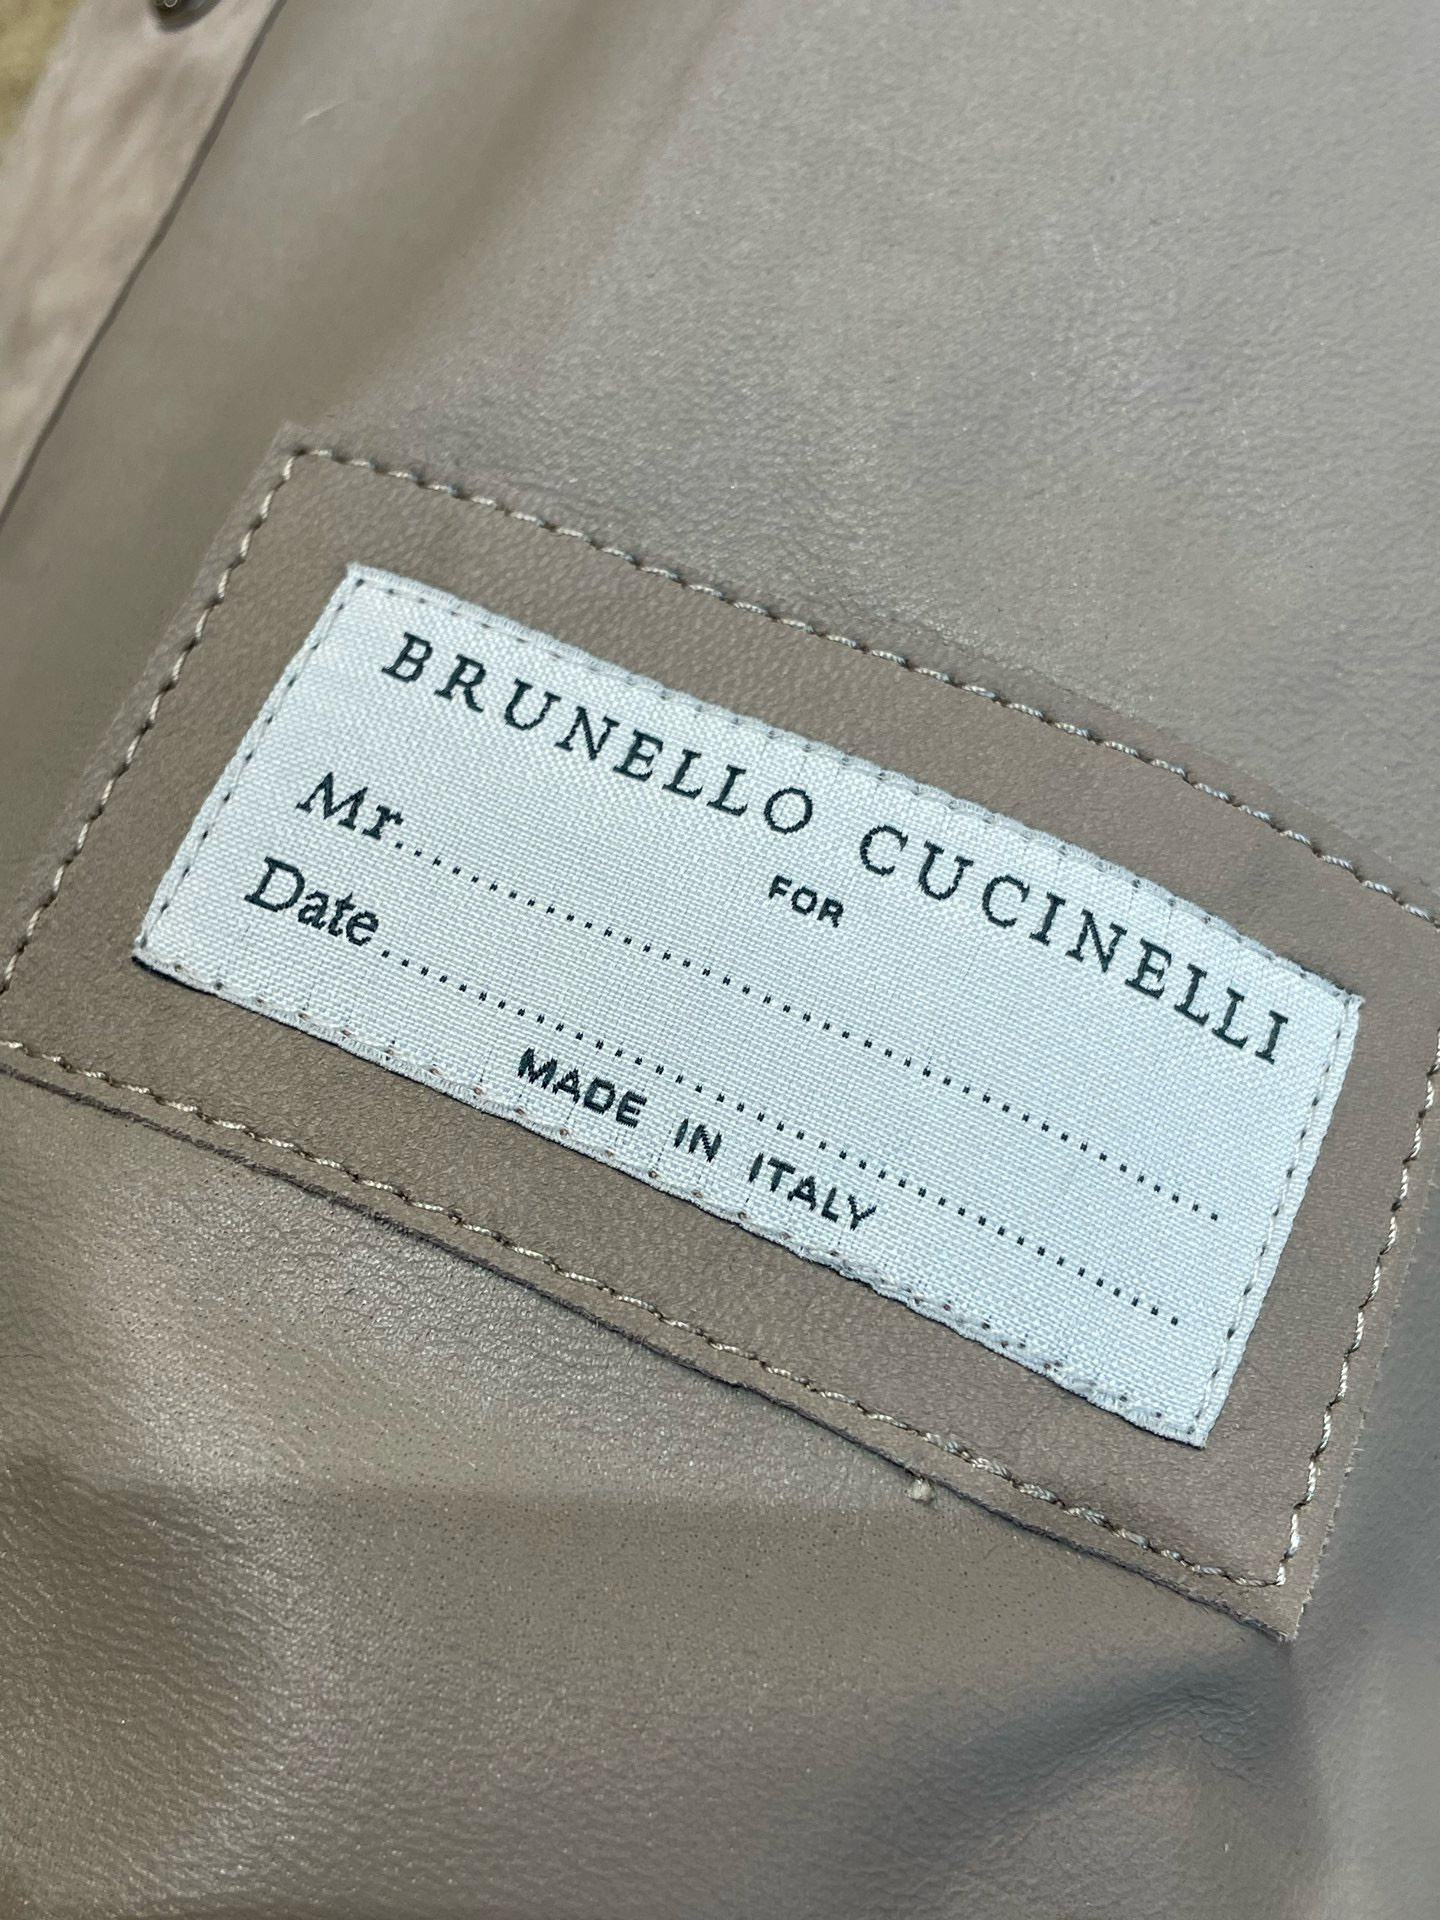 BRUNELLO CUCINELLI
FOR
Mr..............................................
Date..............................................
MADE IN ITALY